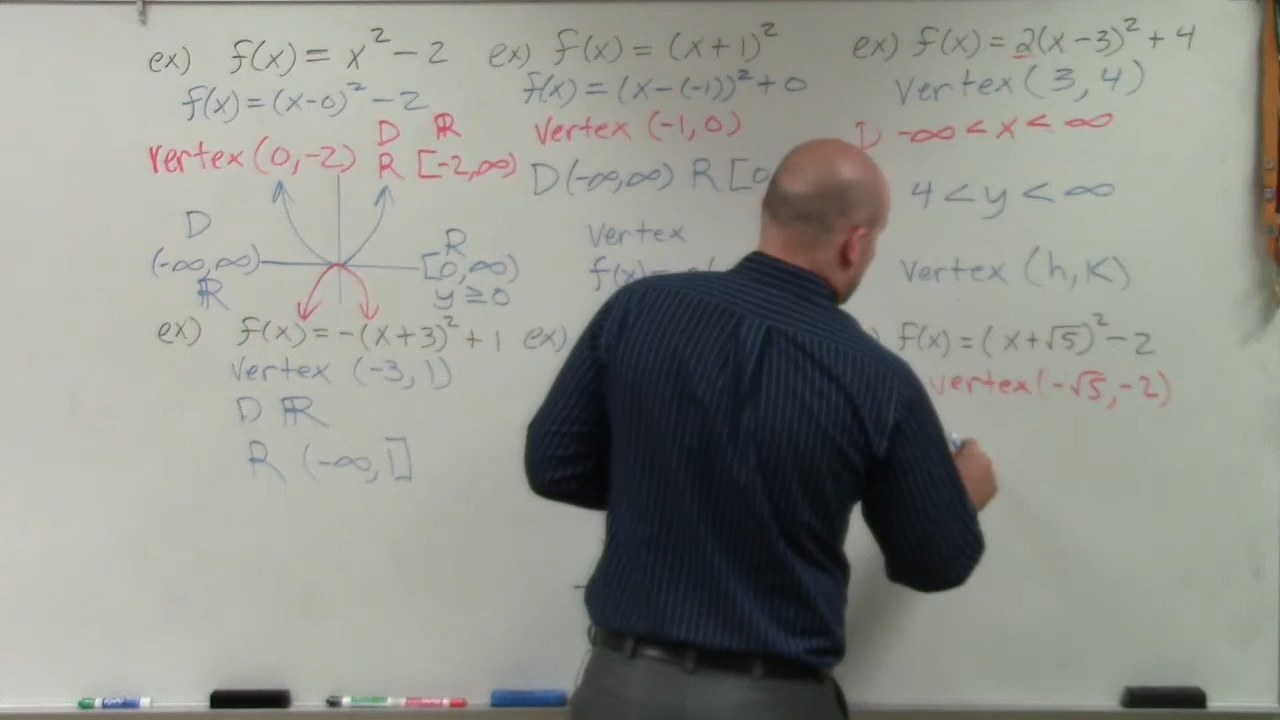 ex) f(x) = x² - 2
f(x) = (x-0)² - 2
vertex (0,-2) D ℝ
R [-2,∞)
D
(-∞,∞)
ℝ
R
[0,∞)
y ≥ 0
ex) f(x) = (x+1)²
f(x) = (x-(-1))² + 0
Vertex (-1,0)
D (-∞,∞) R [0
Vertex
f(x) =
ex) f(x) = 2(x-3)² + 4
Vertex (3,4)
D -∞ < x < ∞
4 < y < ∞
Vertex (h,K)
ex) f(x) = -(x+3)² + 1
Vertex (-3,1)
D ℝ
R (-∞,1]
ex)
f(x) = (x+√5)² - 2
vertex (-√5,-2)